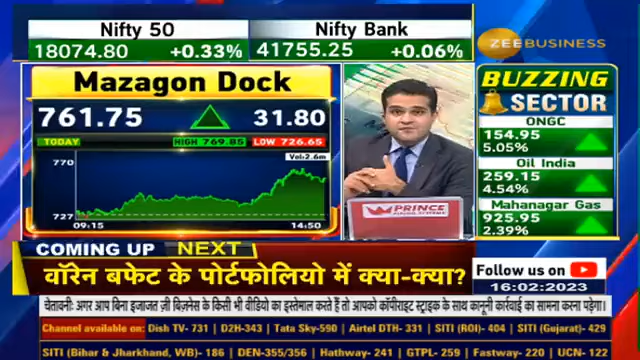 Nifty 50
18074.80 +0.33%
Nifty Bank
41755.25 +0.06%
ZEE BUSINESS
Mazagon Dock
761.75 31.80
TODAY HIGH 769.85 LOW 726.65
Vol:2.6m
770
727
09:15 14:50
PRINCE
BUZZING
SECTOR
ONGC
154.95
5.05%
Oil India
259.15
4.54%
Mahanagar Gas
925.95
2.39%
COMING UP NEXT
वॉरेन बफेट के पोर्टफोलियो में क्या-क्या?
Follow us on
16:02:2023
चेतावनी: अगर आप बिना इजाजत ज़ी बिज़नेस के किसी भी वीडियो का इस्तेमाल करते हैं तो आपको कॉपीराइट स्ट्राइक के साथ कानूनी कार्रवाई का सामना करना पड़ेगा.
Channel available on: Dish TV- 731 | D2H-343 | Tata Sky-590 | Airtel DTH- 331 | SITI (ROI) - 404 | SITI (Gujarat) - 429
SITI (Bihar & Jharkhand, WB)- 186 | DEN-355/356 | Hathway- 241 | GTPL- 259 | Fastway- 220 | UCN- 122